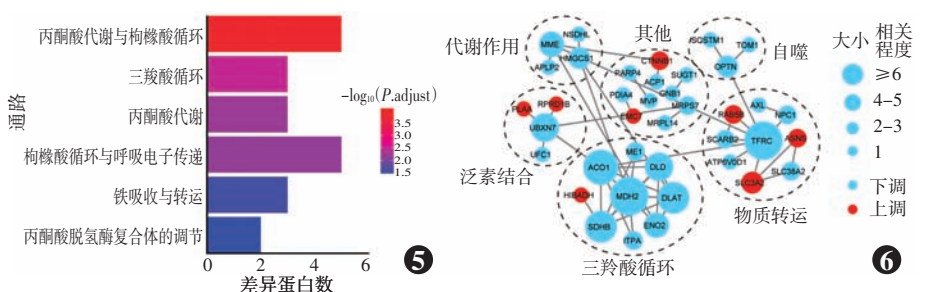 通路
丙酮酸代谢与枸橼酸循环
三羧酸循环
丙酮酸代谢
枸橼酸循环与呼吸电子传递
铁吸收与转运
丙酮酸脱氢酶复合体的调节
0 2 4 6
差异蛋白数
-log₁₀(P.adjust)
3.5
3.0
2.5
2.0
1.5
5
代谢作用
MME
NSDHL
HMGCS1
APLP2
其他
CTNNB1
PARP4
ACP1
SUGT1
PDIA4
MVP
GNB1
EMC7
MRPS7
MRPL14
自噬
SQSTM1
TOM1
OPTN
PLAA
RPRD1B
UBXN7
UFC1
泛素结合
ME1
ACO1
DLD
HIBADH
MDH2
DLAT
SDHB
ENO2
ITPA
三羚酸循环
RAB5B
AXL
NPC1
SCARB2
TFRC
ASNS
ATP6V0D1
SLC38A2
SLC3A2
物质转运
大小 相关程度
≥6
4-5
2-3
1
下调
上调
6